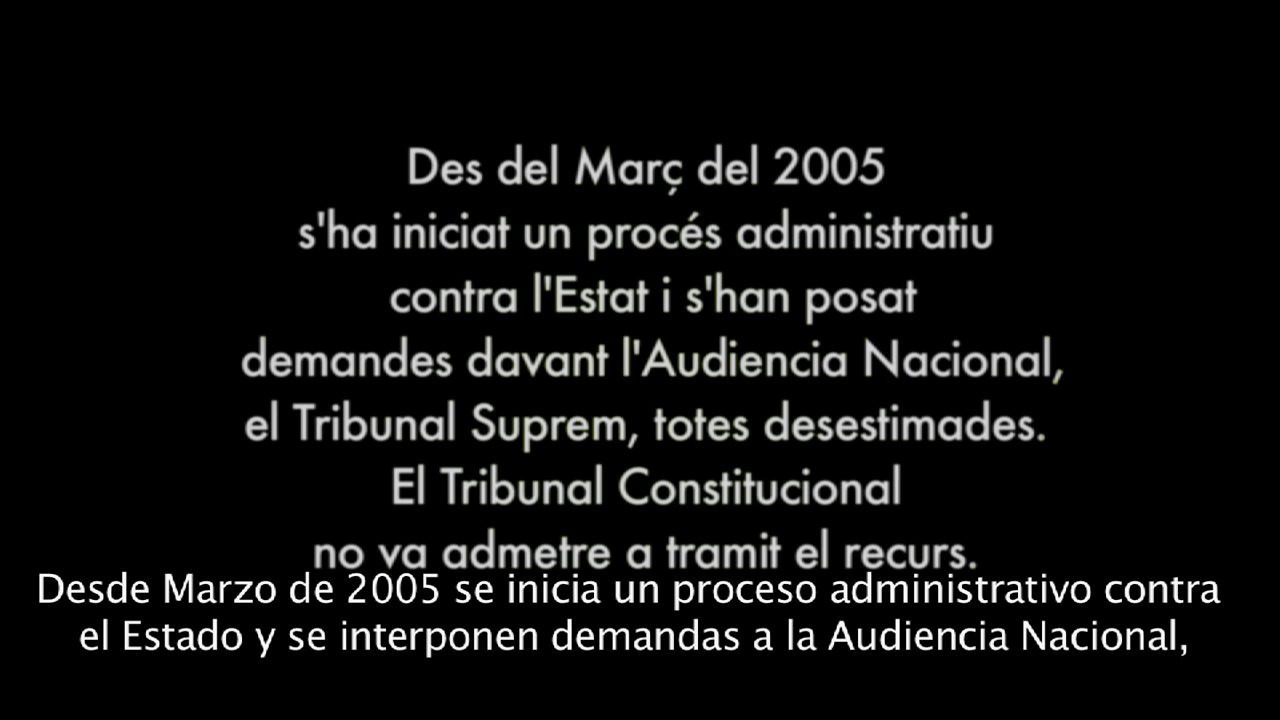 Des del Març del 2005
s'ha iniciat un procés administratiu
contra l'Estat i s'han posat
demandes davant l'Audiencia Nacional,
el Tribunal Suprem, totes desestimades.
El Tribunal Constitucional
no va admetre a tramit el recurs.
Desde Marzo de 2005 se inicia un proceso administrativo contra
el Estado y se interponen demandas a la Audiencia Nacional,